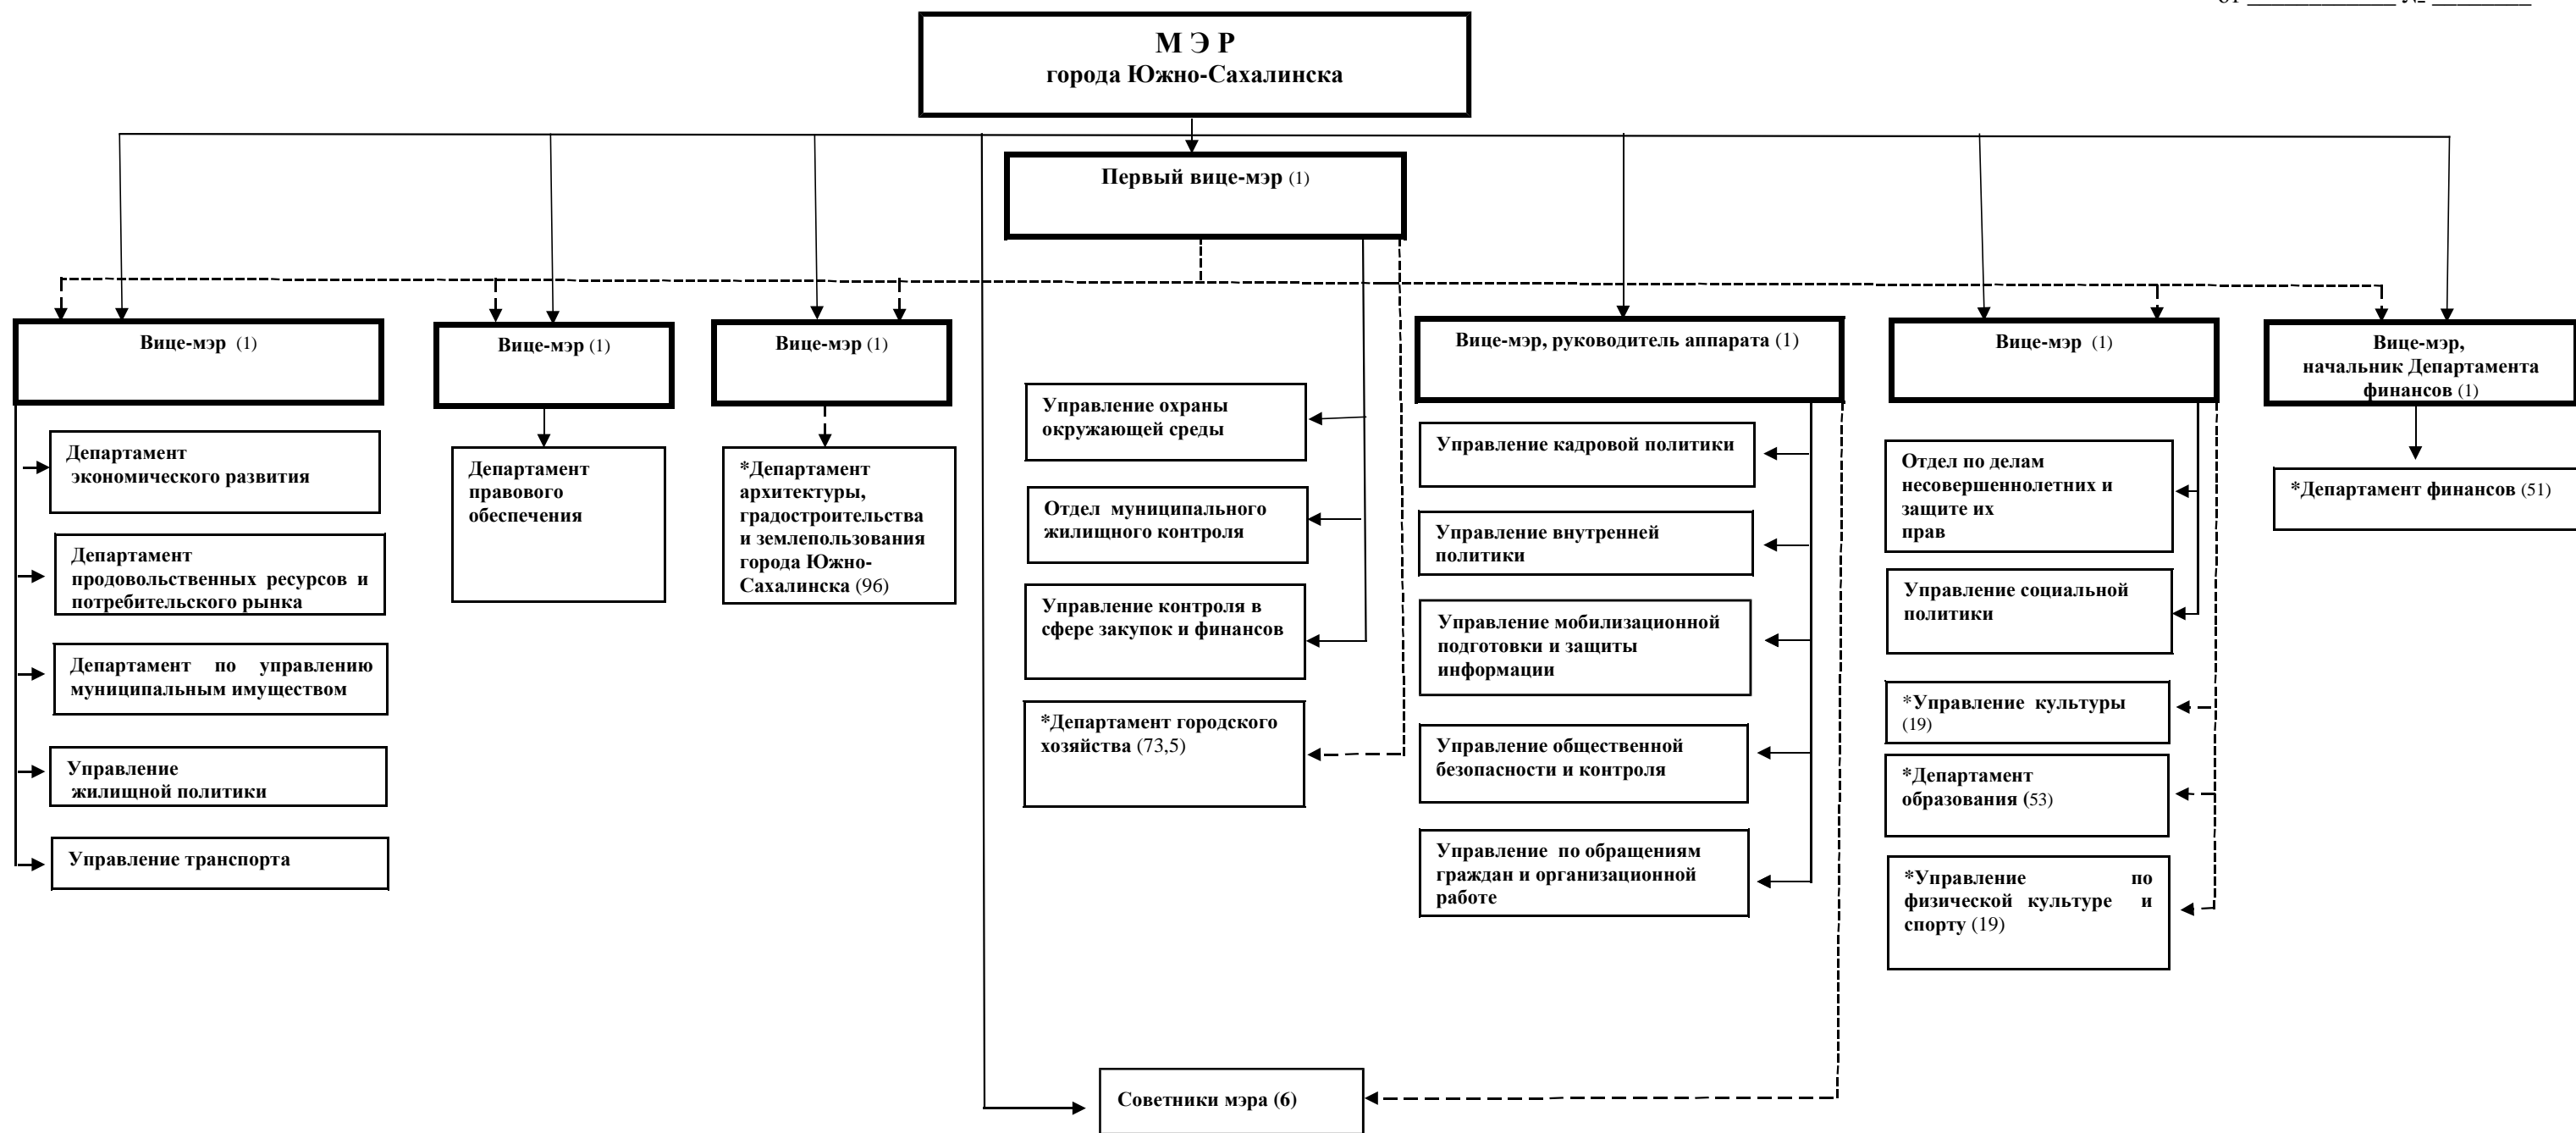 от ____________ № ________
М Э Р
города Южно-Сахалинска
Первый вице-мэр (1)
Вице-мэр (1)
Департамент
экономического развития
Департамент
продовольственных ресурсов и
потребительского рынка
Департамент по управлению
муниципальным имуществом
Управление
жилищной политики
Управление транспорта
Вице-мэр (1)
Департамент
правового
обеспечения
Вице-мэр (1)
*Департамент
архитектуры,
градостроительства
и землепользования
города Южно-
Сахалинска (96)
Управление охраны
окружающей среды
Отдел муниципального
жилищного контроля
Управление контроля в
сфере закупок и финансов
*Департамент городского
хозяйства (73,5)
Вице-мэр, руководитель аппарата (1)
Управление кадровой политики
Управление внутренней
политики
Управление мобилизационной
подготовки и защиты
информации
Управление общественной
безопасности и контроля
Управление по обращениям
граждан и организационной
работе
Вице-мэр (1)
Отдел по делам
несовершеннолетних и
защите их
прав
Управление социальной
политики
*Управление культуры
(19)
*Департамент
образования (53)
*Управление по
физической культуре и
спорту (19)
Вице-мэр,
начальник Департамента
финансов (1)
*Департамент финансов (51)
Советники мэра (6)